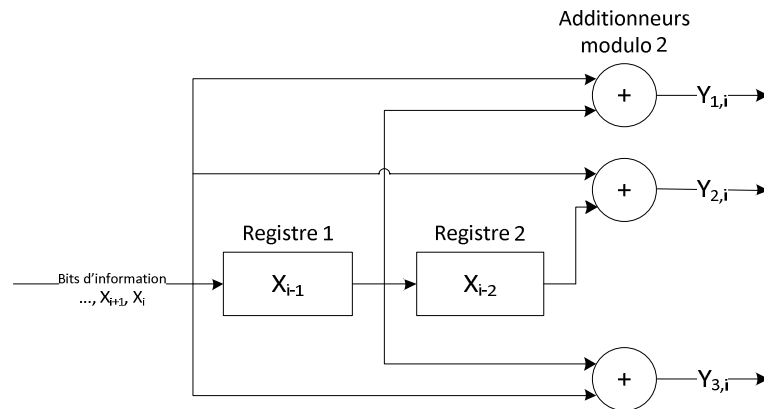 Additionneurs
modulo 2
+
Y1,i
+
Y2,i
Registre 1
Registre 2
Bits d'information
..., Xi+1, Xi
Xi-1
Xi-2
+
Y3,i